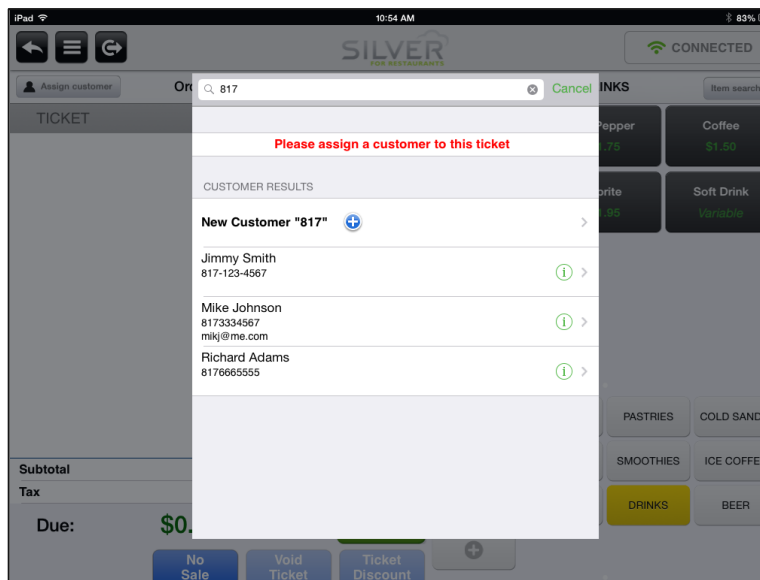 iPad 10:54 AM 83%
SILVER
FOR RESTAURANTS
CONNECTED
Assign customer
817
Cancel
INKS
Item search
TICKET
Please assign a customer to this ticket
Pepper
Coffee
.75
$1.50
CUSTOMER RESULTS
New Customer "817"
Soft Drink
.95
Variable
Jimmy Smith
817-123-4567
Mike Johnson
8173334567
mikj@me.com
Richard Adams
8176665555
PASTRIES
COLD SAND
SMOOTHIES
ICE COFFE
DRINKS
BEER
Subtotal
Tax
Due:
$0.
No
Sale
Void
Ticket
Ticket
Discount